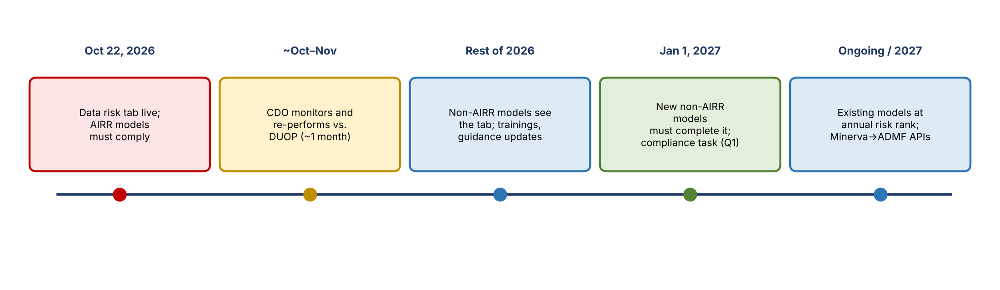 Oct 22, 2026
Data risk tab live;
AIRR models
must comply
~Oct–Nov
CDO monitors and
re-performs vs.
DUOP (~1 month)
Rest of 2026
Non-AIRR models see
the tab; trainings,
guidance updates
Jan 1, 2027
New non-AIRR
models
must complete it;
compliance task (Q1)
Ongoing / 2027
Existing models at
annual risk rank;
Minerva→ADMF APIs